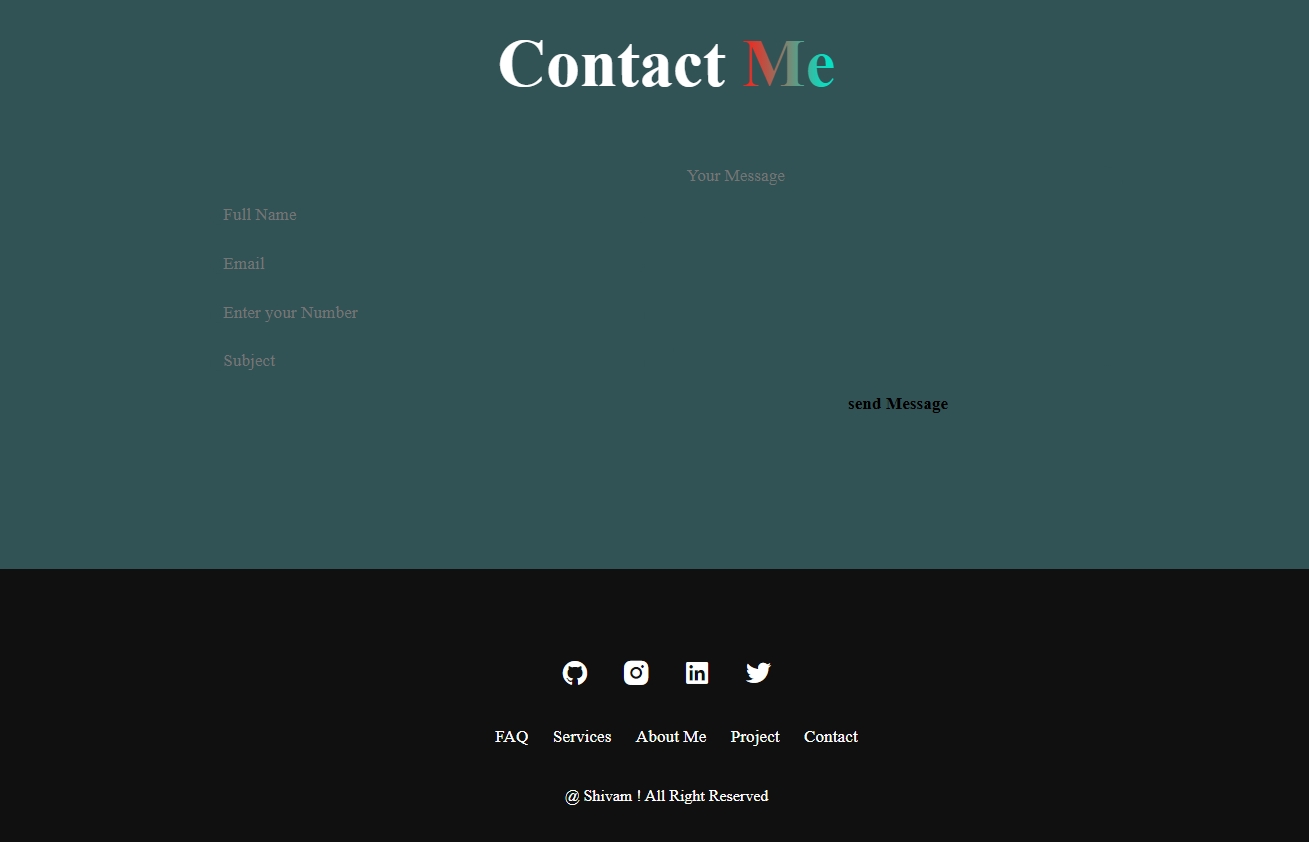 Contact Me
Your Message
Full Name
Email
Enter your Number
Subject
send Message
FAQ Services About Me Project Contact
@ Shivam ! All Right Reserved